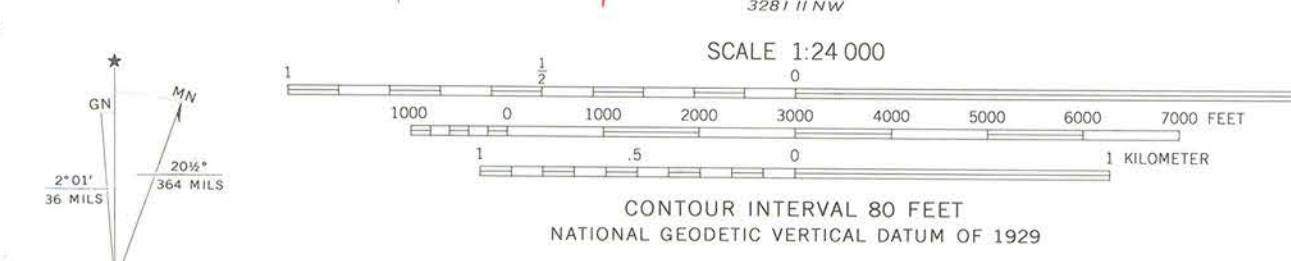 3281 II NW
SCALE 1:24 000
1 1/2 0
1000 0 1000 2000 3000 4000 5000 6000 7000 FEET
1 .5 0 1 KILOMETER
CONTOUR INTERVAL 80 FEET
NATIONAL GEODETIC VERTICAL DATUM OF 1929
★
GN
MN
2°01'
36 MILS
20½°
364 MILS